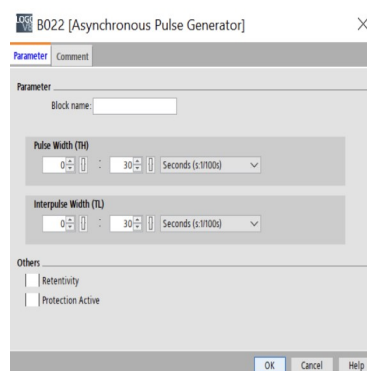 LOGO B022 [Asynchronous Pulse Generator]
Parameter Comment
Parameter
Block name:
Pulse Width (TH)
0 : 30 Seconds (s:1/100s)
Interpulse Width (TL)
0 : 30 Seconds (s:1/100s)
Others
Retentivity
Protection Active
OK Cancel Help